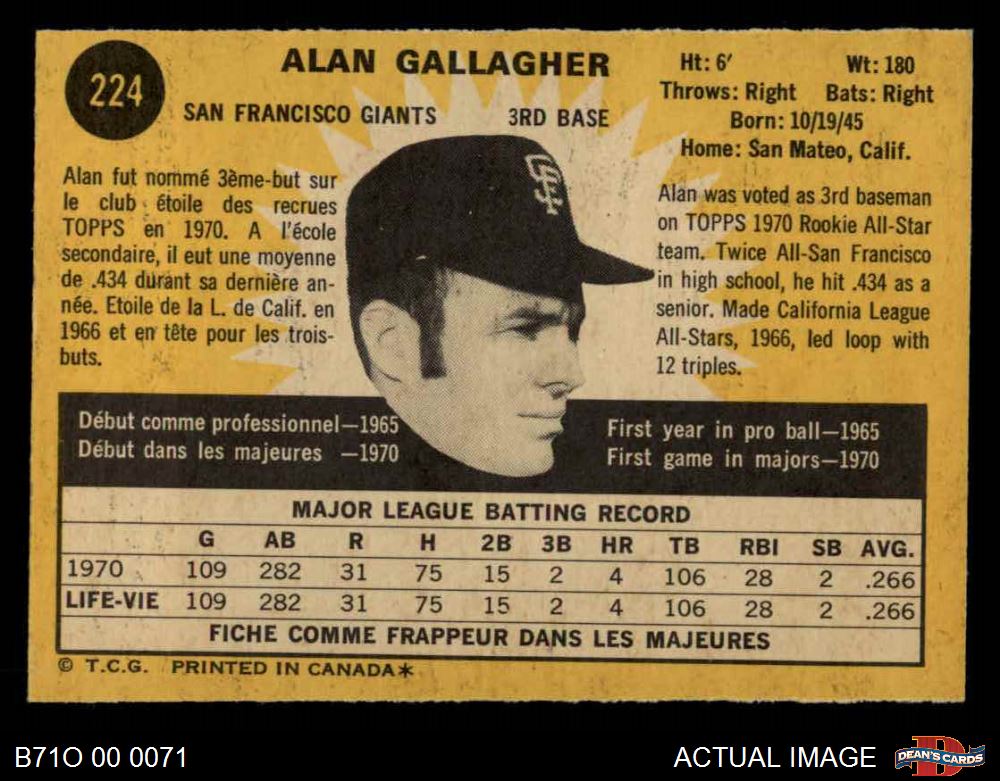 224
ALAN GALLAGHER
SAN FRANCISCO GIANTS 3RD BASE
Ht: 6′ Wt: 180
Throws: Right Bats: Right
Born: 10/19/45
Home: San Mateo, Calif.
Alan fut nommé 3ème-but sur
le club étoile des recrues
TOPPS en 1970. A l'école
secondaire, il eut une moyenne
de .434 durant sa dernière an-
née. Etoile de la L. de Calif. en
1966 et en tête pour les trois-
buts.
SF
Alan was voted as 3rd baseman
on TOPPS 1970 Rookie All-Star
team. Twice All-San Francisco
in high school, he hit .434 as a
senior. Made California League
All-Stars, 1966, led loop with
12 triples.
Début comme professionnel—1965
Début dans les majeures —1970
First year in pro ball—1965
First game in majors—1970
MAJOR LEAGUE BATTING RECORD
G AB R H 2B 3B HR TB RBI SB AVG.
1970 109 282 31 75 15 2 4 106 28 2 .266
LIFE-VIE 109 282 31 75 15 2 4 106 28 2 .266
FICHE COMME FRAPPEUR DANS LES MAJEURES
© T.C.G. PRINTED IN CANADA*
B71O 00 0071
ACTUAL IMAGE
D
DEAN'S CARDS